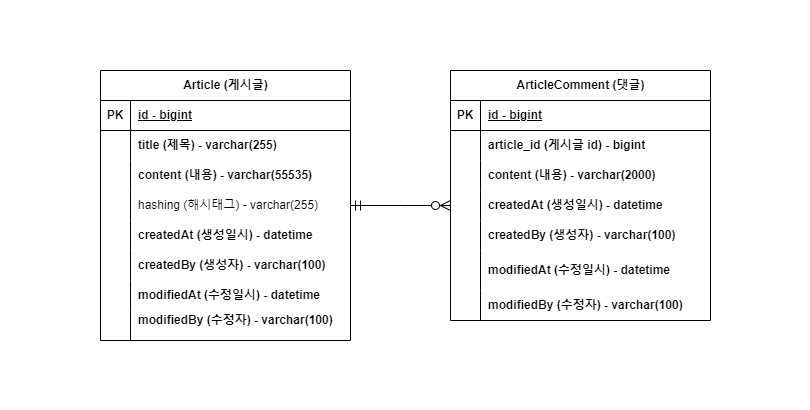 Article (게시글)
PK id - bigint
title (제목) - varchar(255)
content (내용) - varchar(55535)
hashing (해시태그) - varchar(255)
createdAt (생성일시) - datetime
createdBy (생성자) - varchar(100)
modifiedAt (수정일시) - datetime
modifiedBy (수정자) - varchar(100)
ArticleComment (댓글)
PK id - bigint
article_id (게시글 id) - bigint
content (내용) - varchar(2000)
createdAt (생성일시) - datetime
createdBy (생성자) - varchar(100)
modifiedAt (수정일시) - datetime
modifiedBy (수정자) - varchar(100)